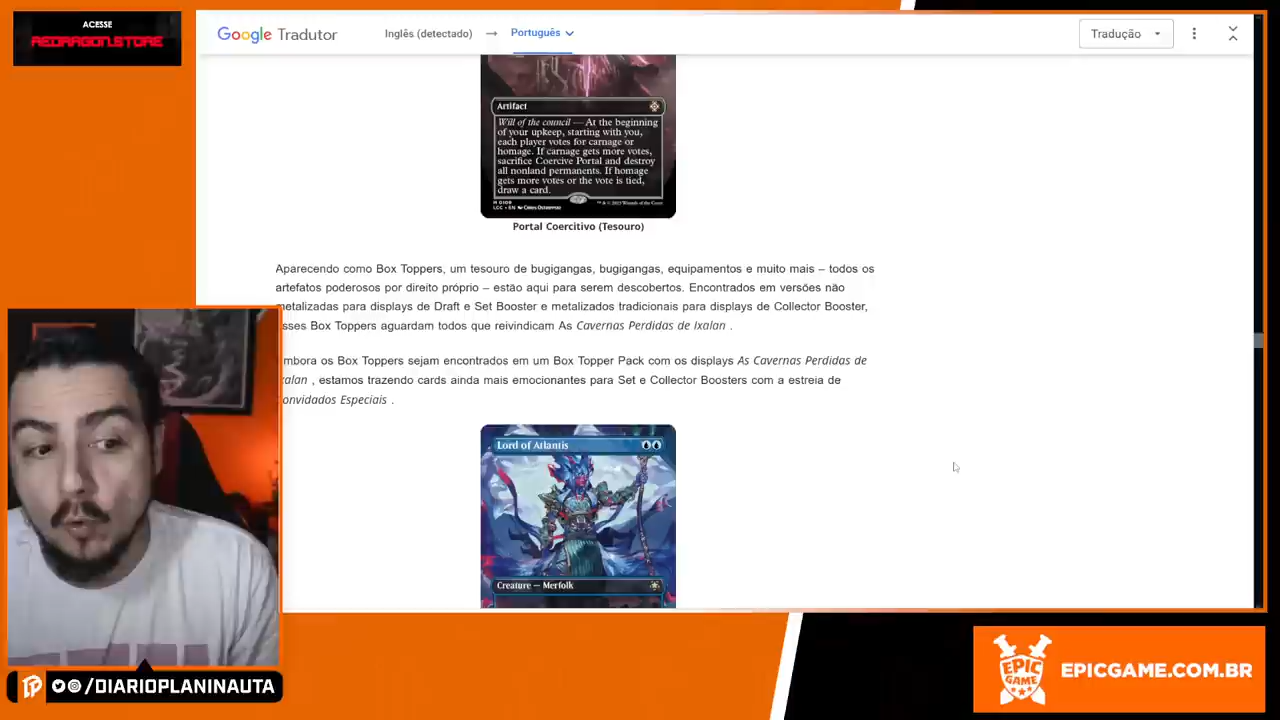 ACESSE
REDRAGON.STORE
Google Tradutor
Inglês (detectado) → Português
Tradução
Artifact
Will of the council — At the beginning
of your upkeep, starting with you,
each player votes for carnage or
homage. If carnage gets more votes,
sacrifice Coercive Portal and destroy
all nonland permanents. If homage
gets more votes or the vote is tied,
draw a card.
Portal Coercitivo (Tesouro)
Aparecendo como Box Toppers, um tesouro de bugigangas, bugigangas, equipamentos e muito mais – todos os
artefatos poderosos por direito próprio – estão aqui para serem descobertos. Encontrados em versões não
metalizadas para displays de Draft e Set Booster e metalizados tradicionais para displays de Collector Booster,
sses Box Toppers aguardam todos que reivindicam As Cavernas Perdidas de Ixalan .
mbora os Box Toppers sejam encontrados em um Box Topper Pack com os displays As Cavernas Perdidas de
xalan , estamos trazendo cards ainda mais emocionantes para Set e Collector Boosters com a estreia de
onvidados Especiais .
Lord of Atlantis
Creature — Merfolk
/DIARIOPLANINAUTA
EPIC
GAME
EPICGAME.COM.BR